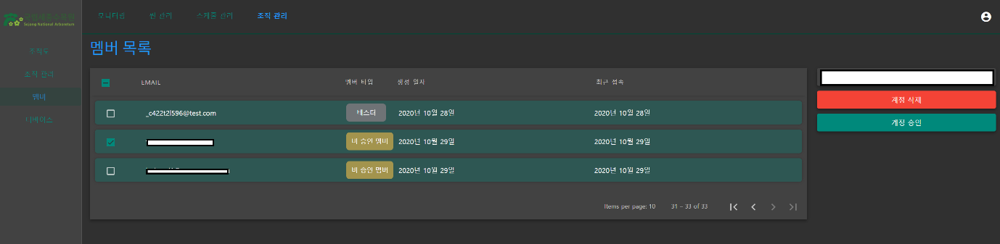 모니터링 씬 관리 스케줄 관리 조직 관리
국립세종수목원
Sejong National Arboretum
조직도
조직 관리
멤버
디바이스
멤버 목록
EMAIL 멤버 타입 생성 일자 최근 접속
_c422t2l596@test.com 테스터 2020년 10월 28일 2020년 10월 28일
비 승인 멤버 2020년 10월 29일 2020년 10월 29일
비 승인 멤버 2020년 10월 29일 2020년 10월 29일
Items per page: 10 31 – 33 of 33
계정 삭제
계정 승인